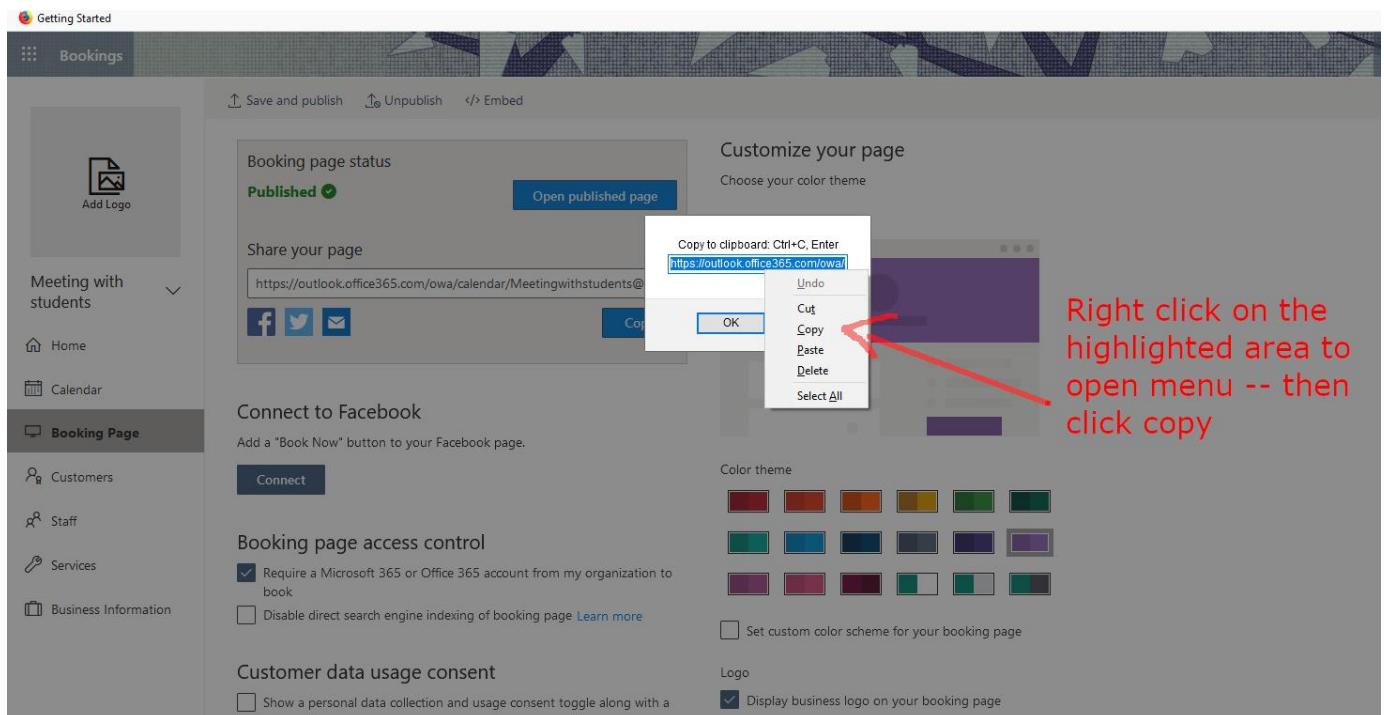 Getting Started
Bookings
Save and publish Unpublish </> Embed
Add Logo
Meeting with
students
Home
Calendar
Booking Page
Customers
Staff
Services
Business Information
Booking page status
Published
Open published page
Share your page
https://outlook.office365.com/owa/calendar/Meetingwithstudents@
Connect to Facebook
Add a "Book Now" button to your Facebook page.
Connect
Booking page access control
Require a Microsoft 365 or Office 365 account from my organization to
book
Disable direct search engine indexing of booking page Learn more
Customer data usage consent
Show a personal data collection and usage consent toggle along with a
Copy to clipboard: Ctrl+C, Enter
https://outlook.office365.com/owa/
OK
Undo
Cut
Copy
Paste
Delete
Select All
Customize your page
Choose your color theme
Right click on the
highlighted area to
open menu -- then
click copy
Color theme
Set custom color scheme for your booking page
Logo
Display business logo on your booking page